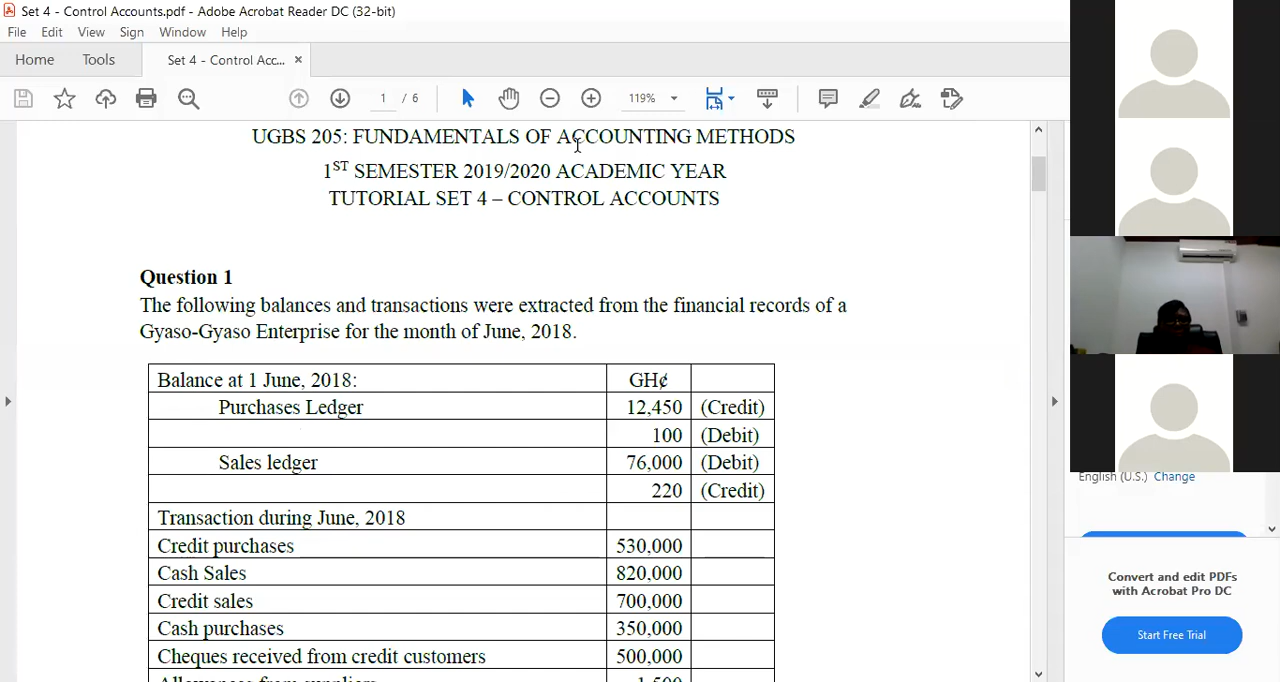 Set 4 - Control Accounts.pdf - Adobe Acrobat Reader DC (32-bit)
File Edit View Sign Window Help
Home Tools Set 4 - Control Acc... ×
1 / 6 119%
UGBS 205: FUNDAMENTALS OF ACCOUNTING METHODS
1ST SEMESTER 2019/2020 ACADEMIC YEAR
TUTORIAL SET 4 – CONTROL ACCOUNTS
Question 1
The following balances and transactions were extracted from the financial records of a
Gyaso-Gyaso Enterprise for the month of June, 2018.
Balance at 1 June, 2018: GH¢
Purchases Ledger 12,450 (Credit)
100 (Debit)
Sales ledger 76,000 (Debit)
220 (Credit)
Transaction during June, 2018
Credit purchases 530,000
Cash Sales 820,000
Credit sales 700,000
Cash purchases 350,000
Cheques received from credit customers 500,000
Allowances from suppliers 1,500
English (U.S.) Change
Convert and edit PDFs
with Acrobat Pro DC
Start Free Trial